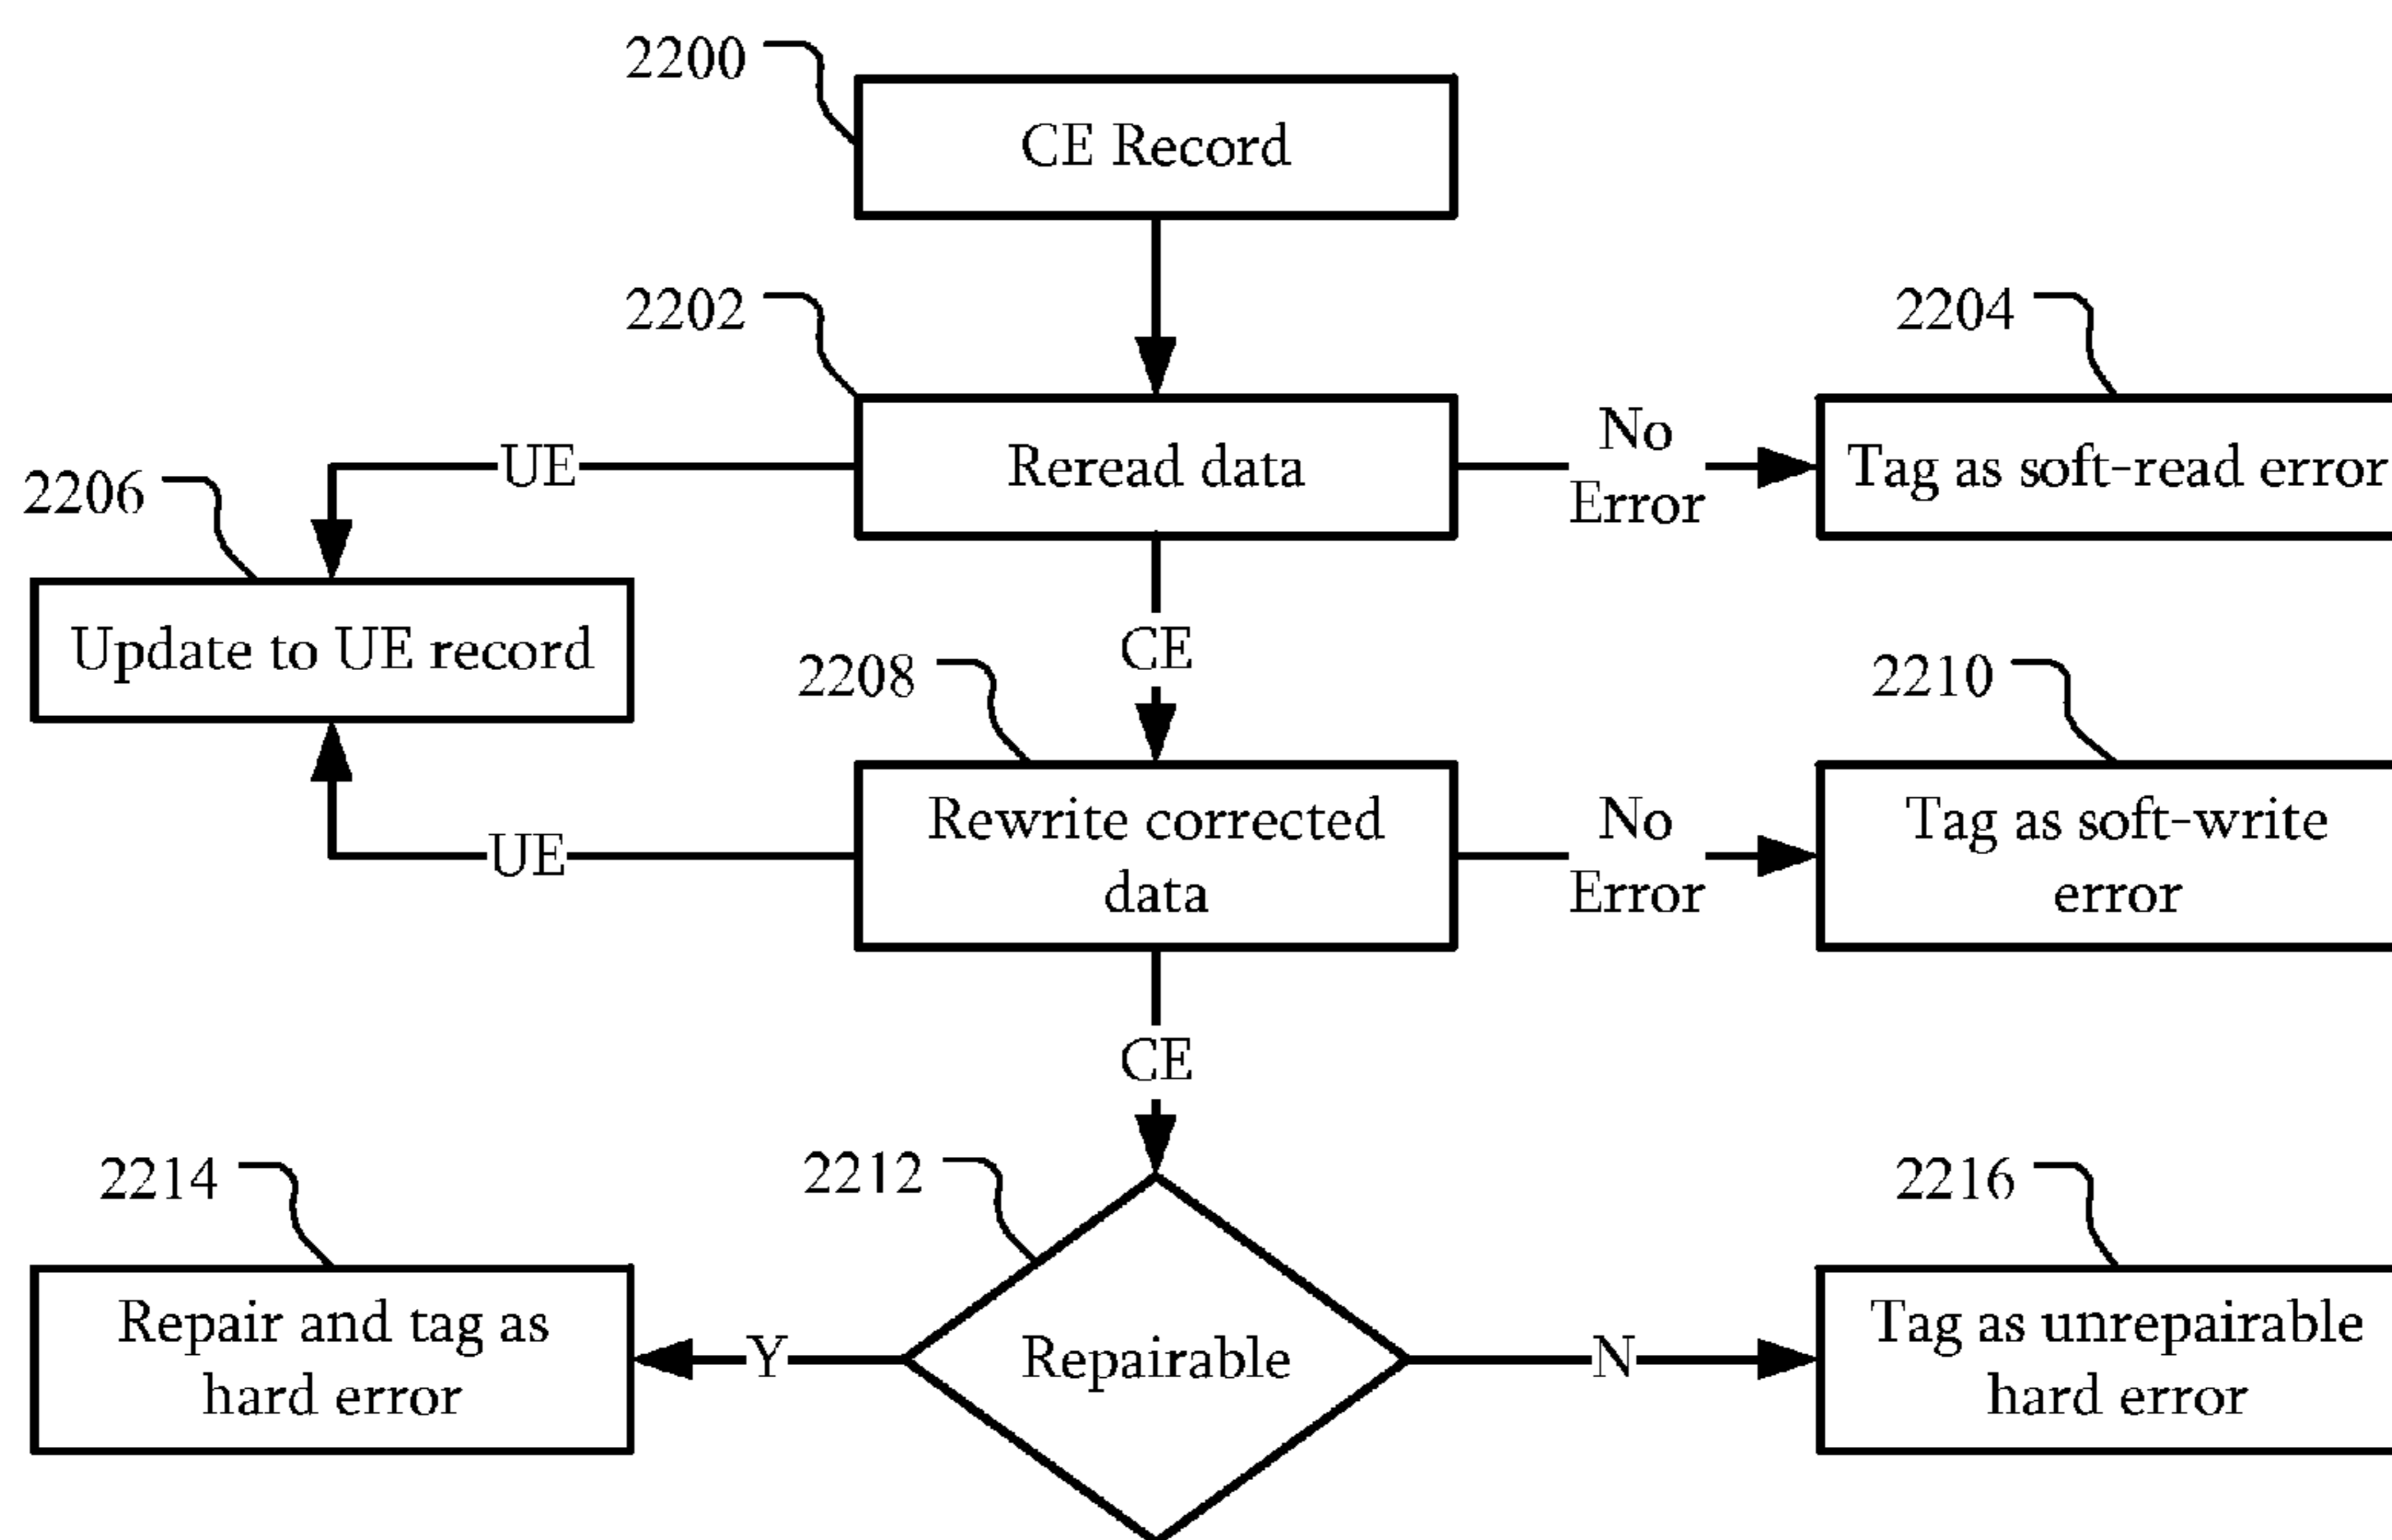 2200
CE Record
2202
2204
Reread data
No
Error
Tag as soft-read error
UE
2206
Update to UE record
CE
2208
2210
Rewrite corrected
data
No
Error
Tag as soft-write
error
UE
CE
2214
2212
2216
Repair and tag as
hard error
Y
Repairable
N
Tag as unrepairable
hard error